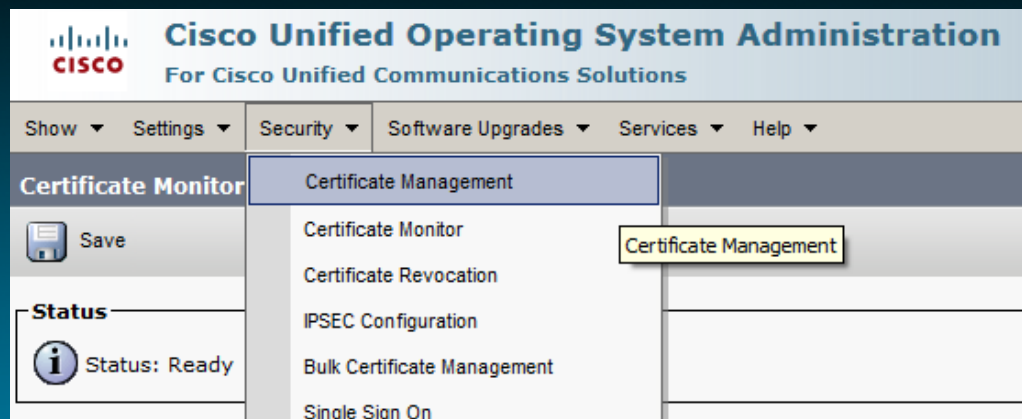 CISCO
Cisco Unified Operating System Administration
For Cisco Unified Communications Solutions
Show Settings Security Software Upgrades Services Help
Certificate Monitor
Certificate Management
Save
Certificate Monitor
Certificate Management
Certificate Revocation
Status
IPSEC Configuration
Status: Ready
Bulk Certificate Management
Single Sign On